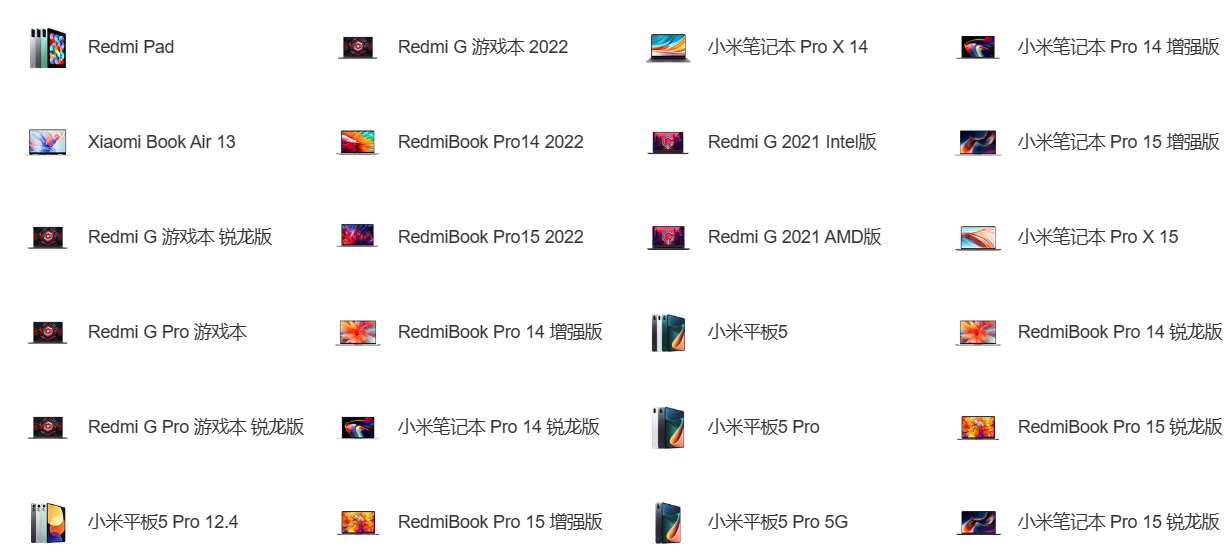 Redmi Pad
Redmi G 游戏本 2022
小米笔记本 Pro X 14
小米笔记本 Pro 14 增强版
Xiaomi Book Air 13
RedmiBook Pro14 2022
Redmi G 2021 Intel版
小米笔记本 Pro 15 增强版
Redmi G 游戏本 锐龙版
RedmiBook Pro15 2022
Redmi G 2021 AMD版
小米笔记本 Pro X 15
Redmi G Pro 游戏本
RedmiBook Pro 14 增强版
小米平板5
RedmiBook Pro 14 锐龙版
Redmi G Pro 游戏本 锐龙版
小米笔记本 Pro 14 锐龙版
小米平板5 Pro
RedmiBook Pro 15 锐龙版
小米平板5 Pro 12.4
RedmiBook Pro 15 增强版
小米平板5 Pro 5G
小米笔记本 Pro 15 锐龙版